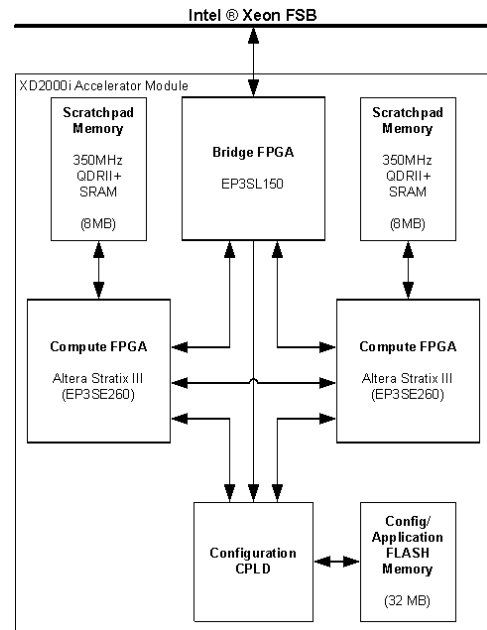 Intel ® Xeon FSB
XD2000i Accelerator Module
Scratchpad
Memory
350MHz
QDRII+
SRAM
(8MB)
Bridge FPGA
EP3SL150
Scratchpad
Memory
350MHz
QDRII+
SRAM
(8MB)
Compute FPGA
Altera Stratix III
(EP3SE260)
Compute FPGA
Altera Stratix III
(EP3SE260)
Configuration
CPLD
Config/
Application
FLASH
Memory
(32 MB)